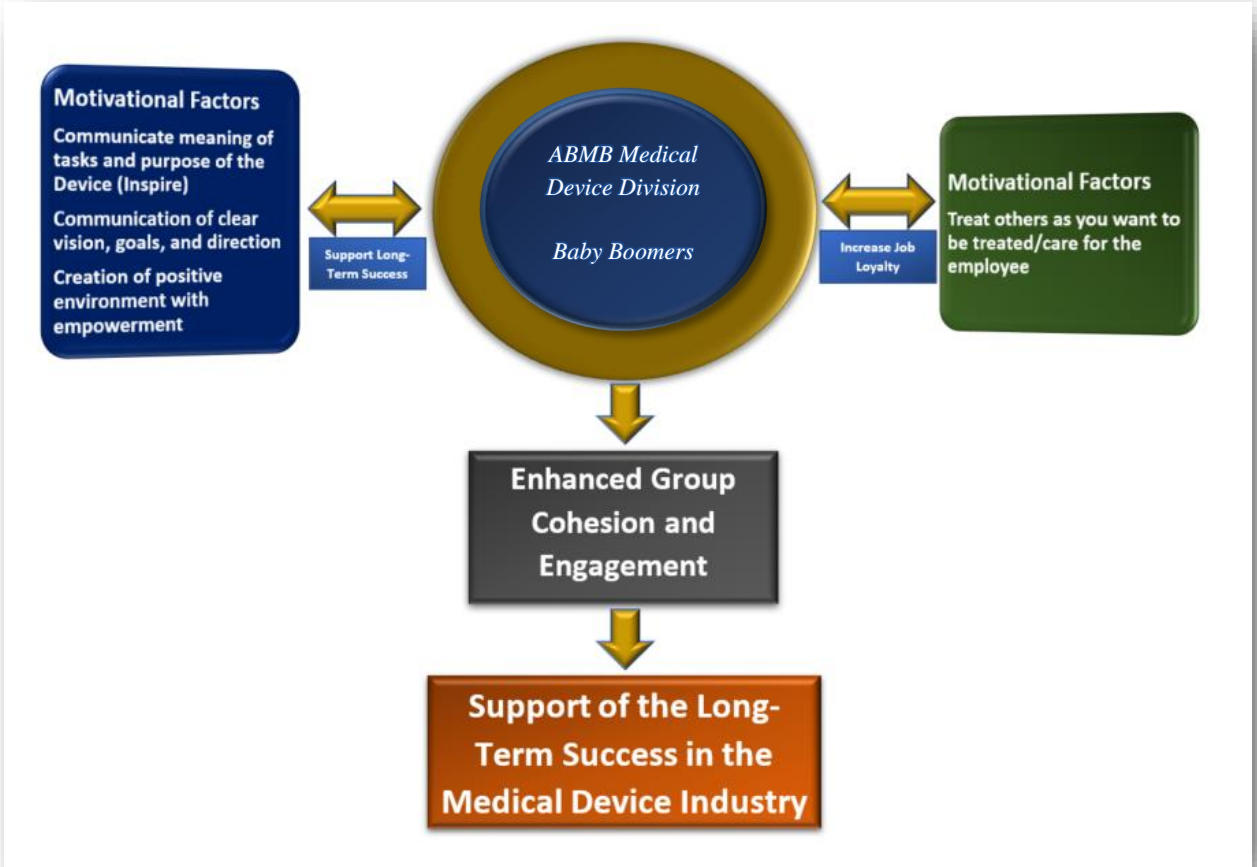 Motivational Factors
Communicate meaning of
tasks and purpose of the
Device (Inspire)
Communication of clear
vision, goals, and direction
Creation of positive
environment with
empowerment
Support Long-
Term Success
ABMB Medical
Device Division
Baby Boomers
Increase Job
Loyalty
Motivational Factors
Treat others as you want to
be treated/care for the
employee
Enhanced Group
Cohesion and
Engagement
Support of the Long-
Term Success in the
Medical Device Industry